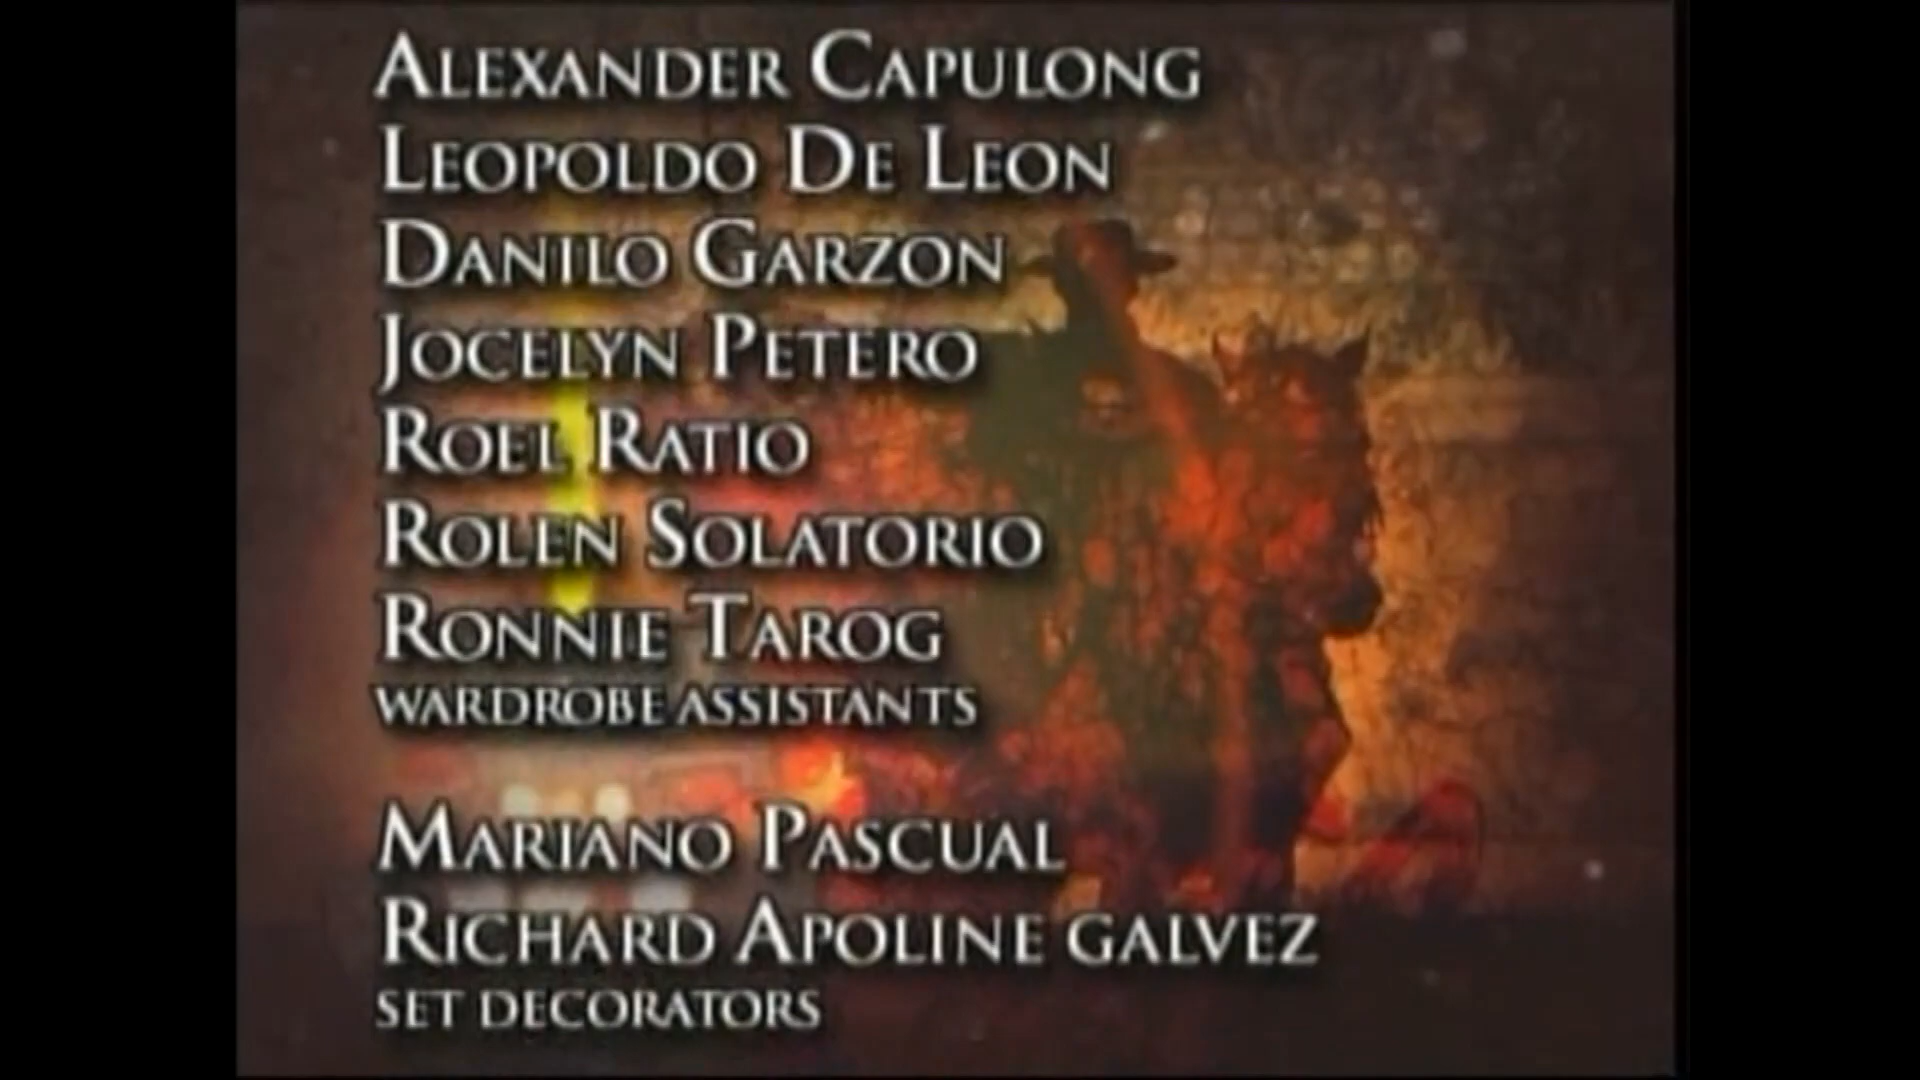 Alexander Capulong
Leopoldo De Leon
Danilo Garzon
Jocelyn Petero
Roel Ratio
Rolen Solatorio
Ronnie Tarog
wardrobe assistants
Mariano Pascual
Richard Apoline galvez
set decorators